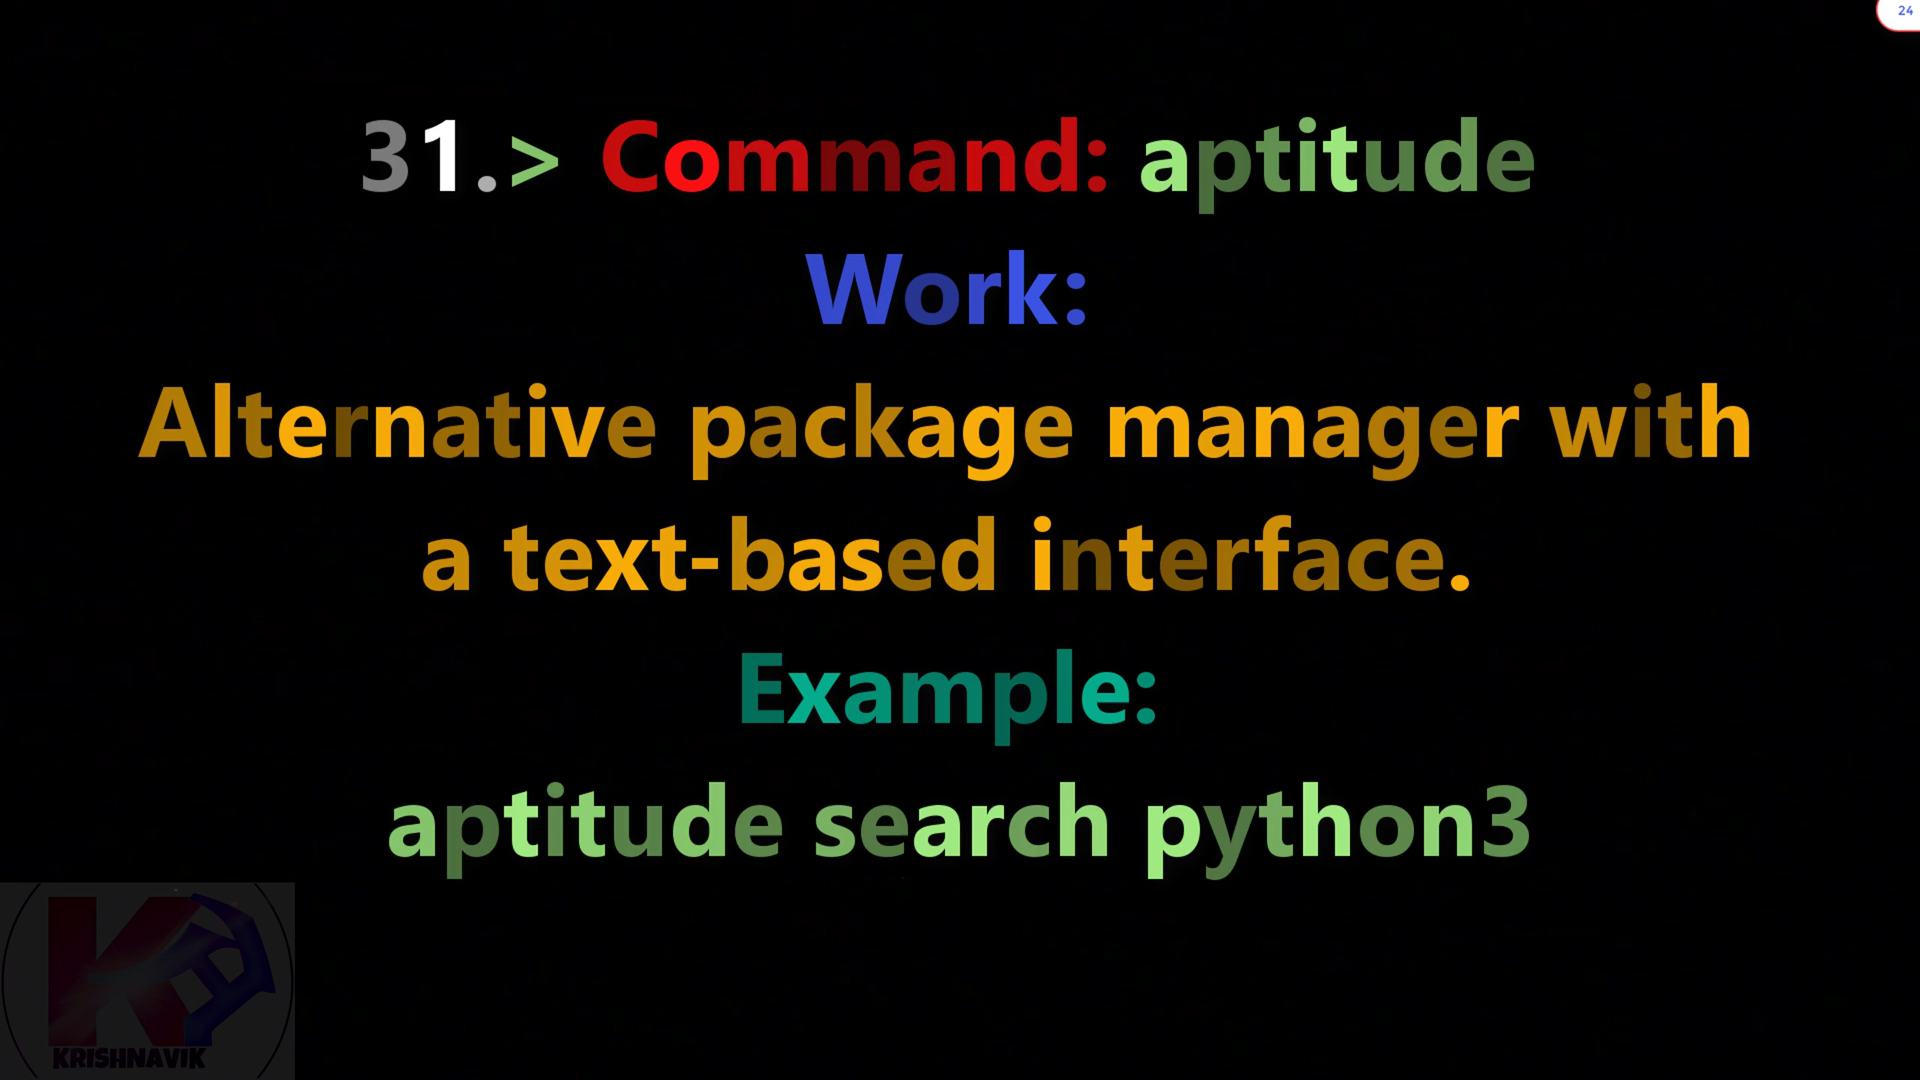 24
31.> Command: aptitude
Work:
Alternative package manager with
a text-based interface.
Example:
aptitude search python3
KRISHNAVIK